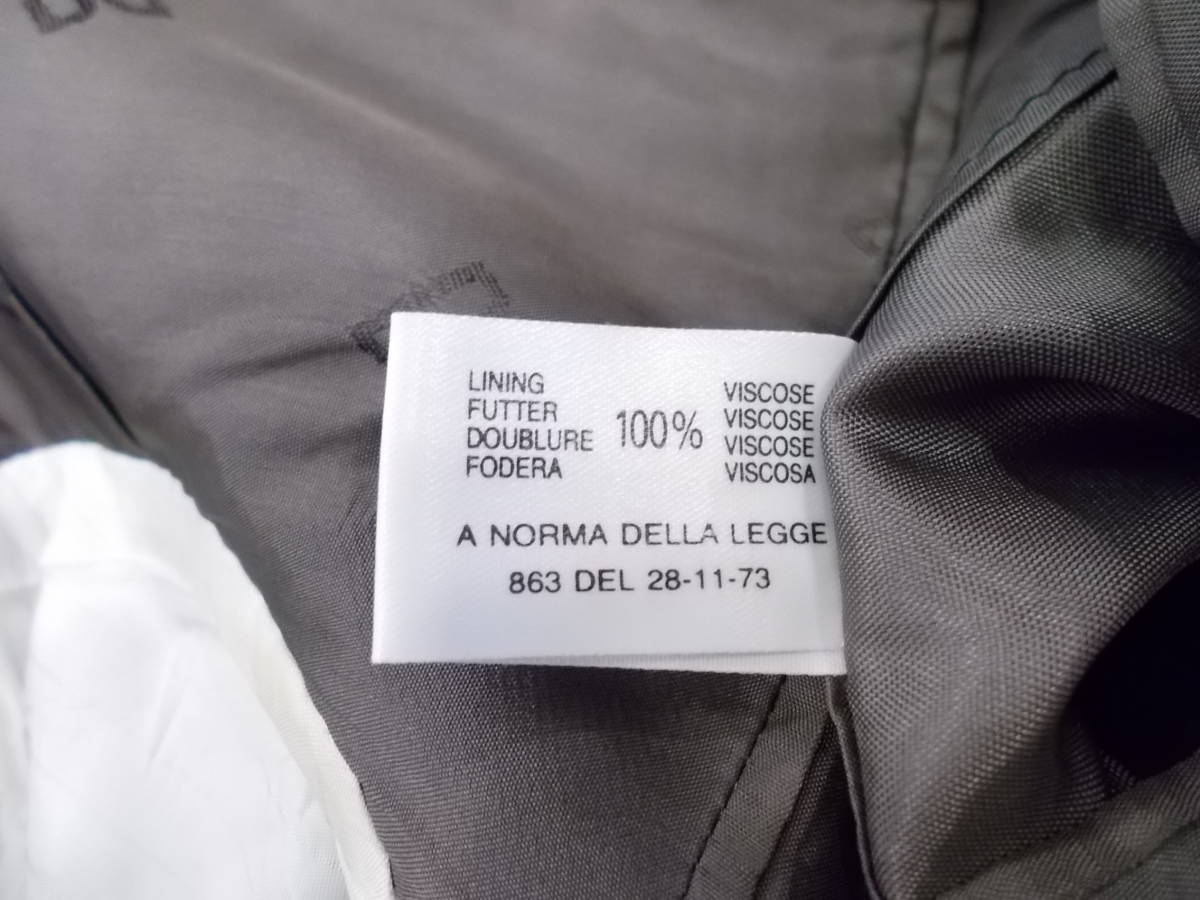 LINING
FUTTER
DOUBLURE
FODERA
100%
VISCOSE
VISCOSE
VISCOSE
VISCOSA
A NORMA DELLA LEGGE
863 DEL 28-11-73